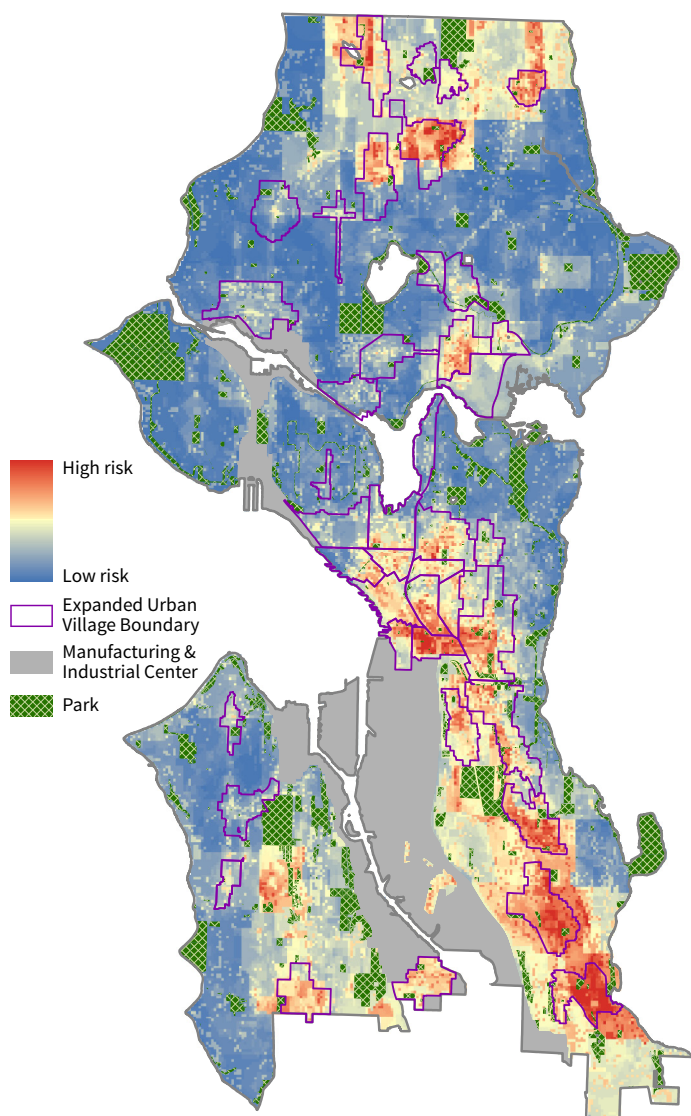 High risk
Low risk
Expanded Urban
Village Boundary
Manufacturing &
Industrial Center
Park